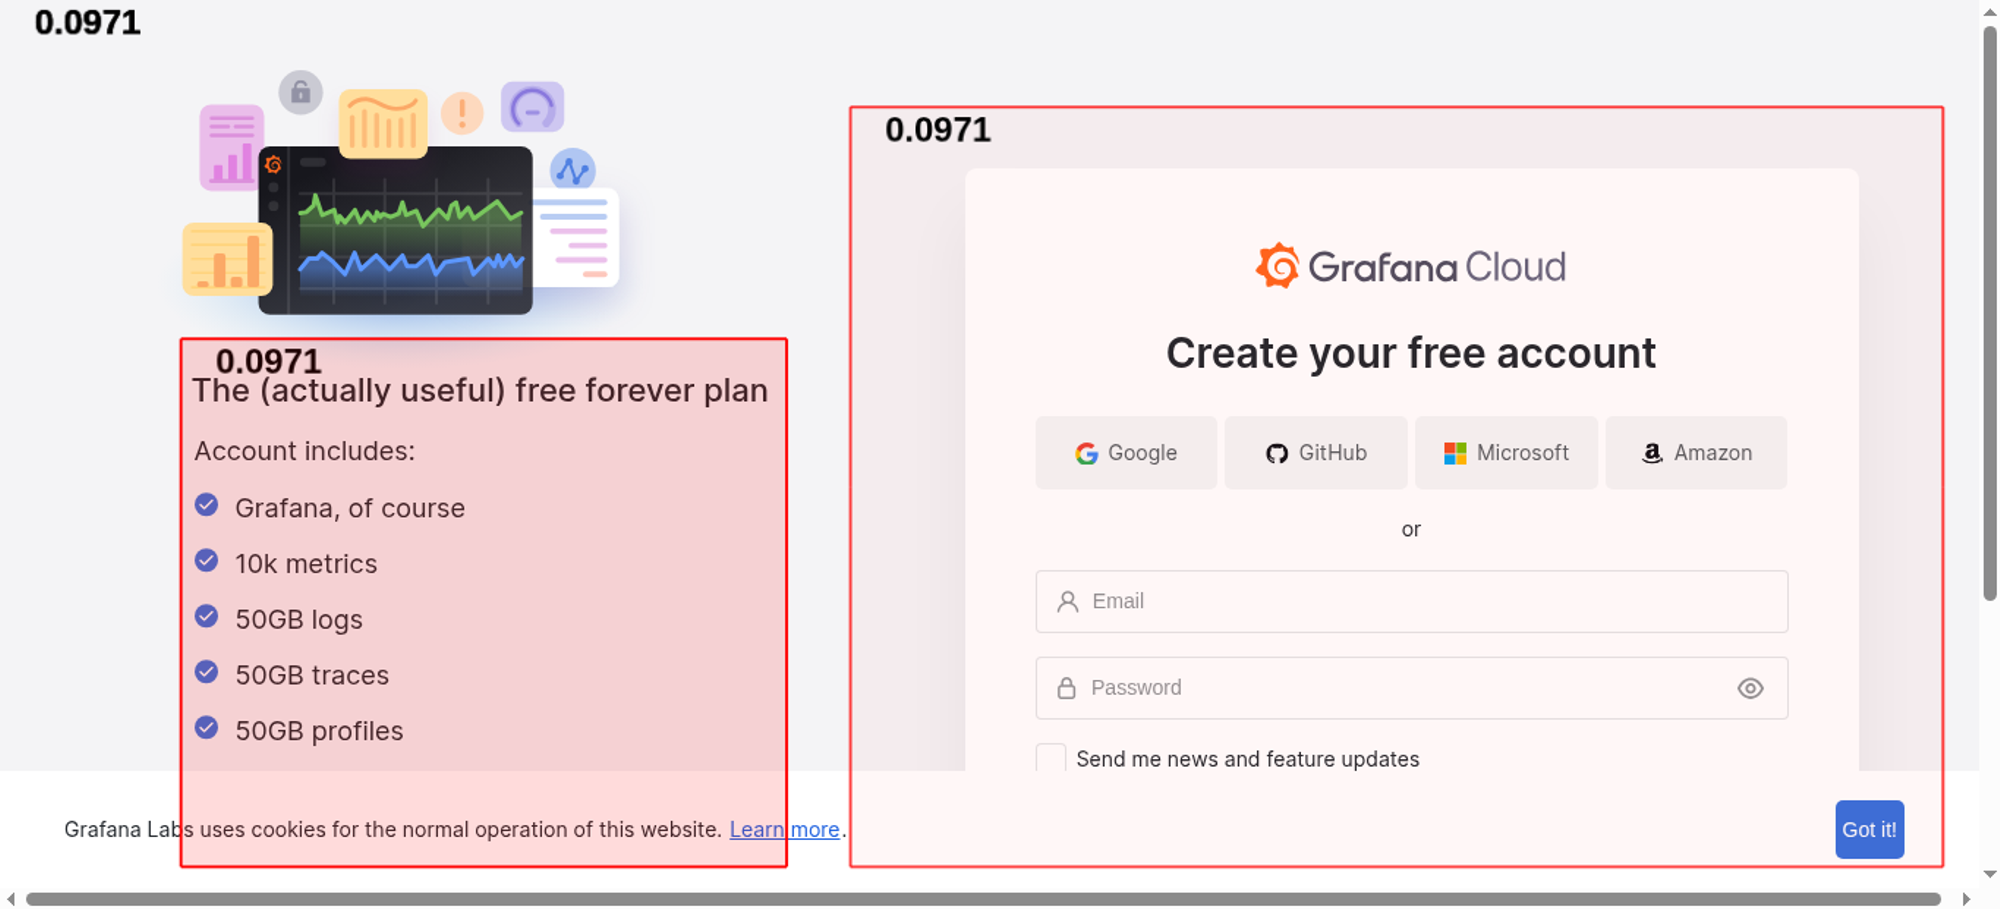 0.0971
0.0971
The (actually useful) free forever plan
Account includes:
Grafana, of course
10k metrics
50GB logs
50GB traces
50GB profiles
0.0971
Grafana Cloud
Create your free account
Google
GitHub
Microsoft
Amazon
or
Email
Password
Send me news and feature updates
Grafana Labs uses cookies for the normal operation of this website. Learn more.
Got it!